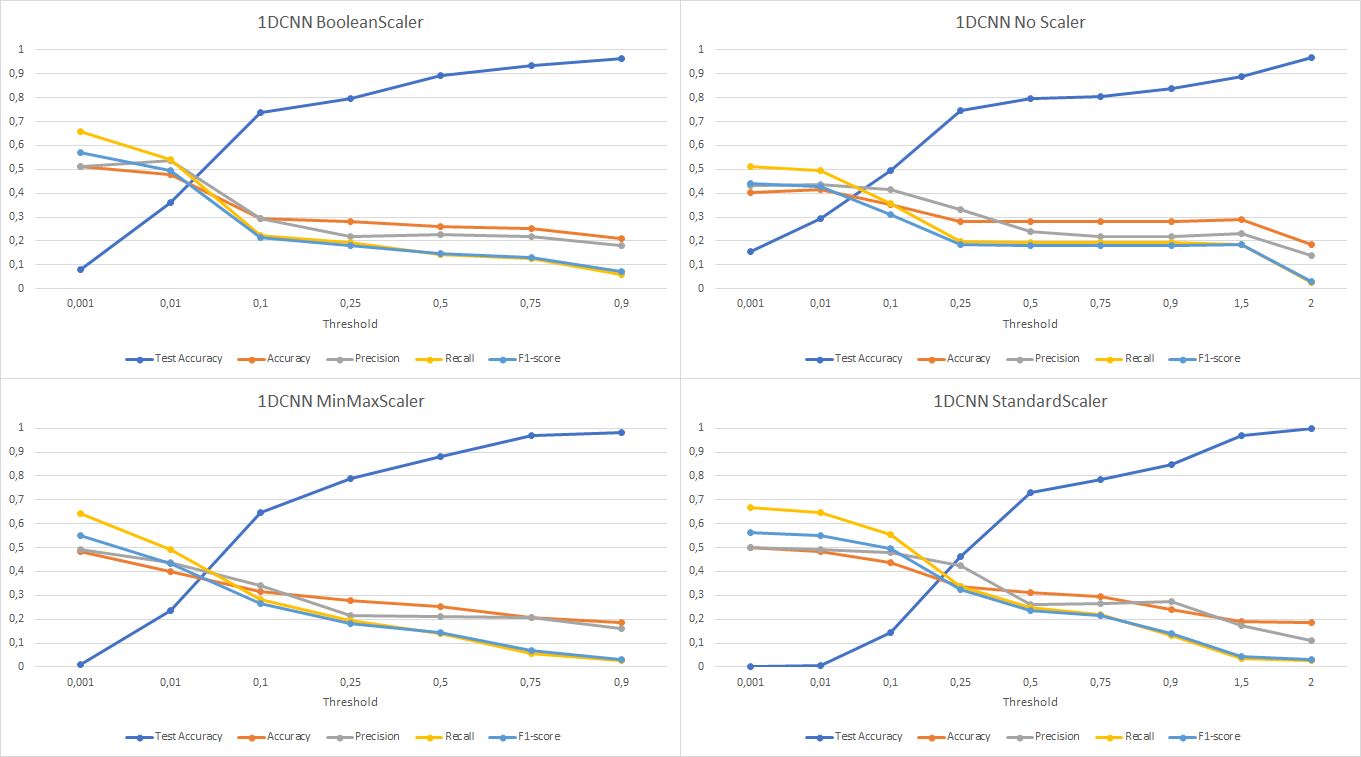 1DCNN BooleanScaler
1
0,9
0,8
0,7
0,6
0,5
0,4
0,3
0,2
0,1
0
0,001 0,01 0,1 0,25 0,5 0,75 0,9
Threshold
Test Accuracy Accuracy Precision Recall F1-score
1DCNN No Scaler
1
0,9
0,8
0,7
0,6
0,5
0,4
0,3
0,2
0,1
0
0,001 0,01 0,1 0,25 0,5 0,75 0,9 1,5 2
Threshold
Test Accuracy Accuracy Precision Recall F1-score
1DCNN MinMaxScaler
1
0,9
0,8
0,7
0,6
0,5
0,4
0,3
0,2
0,1
0
0,001 0,01 0,1 0,25 0,5 0,75 0,9
Threshold
Test Accuracy Accuracy Precision Recall F1-score
1DCNN StandardScaler
1
0,9
0,8
0,7
0,6
0,5
0,4
0,3
0,2
0,1
0
0,001 0,01 0,1 0,25 0,5 0,75 0,9 1,5 2
Threshold
Test Accuracy Accuracy Precision Recall F1-score